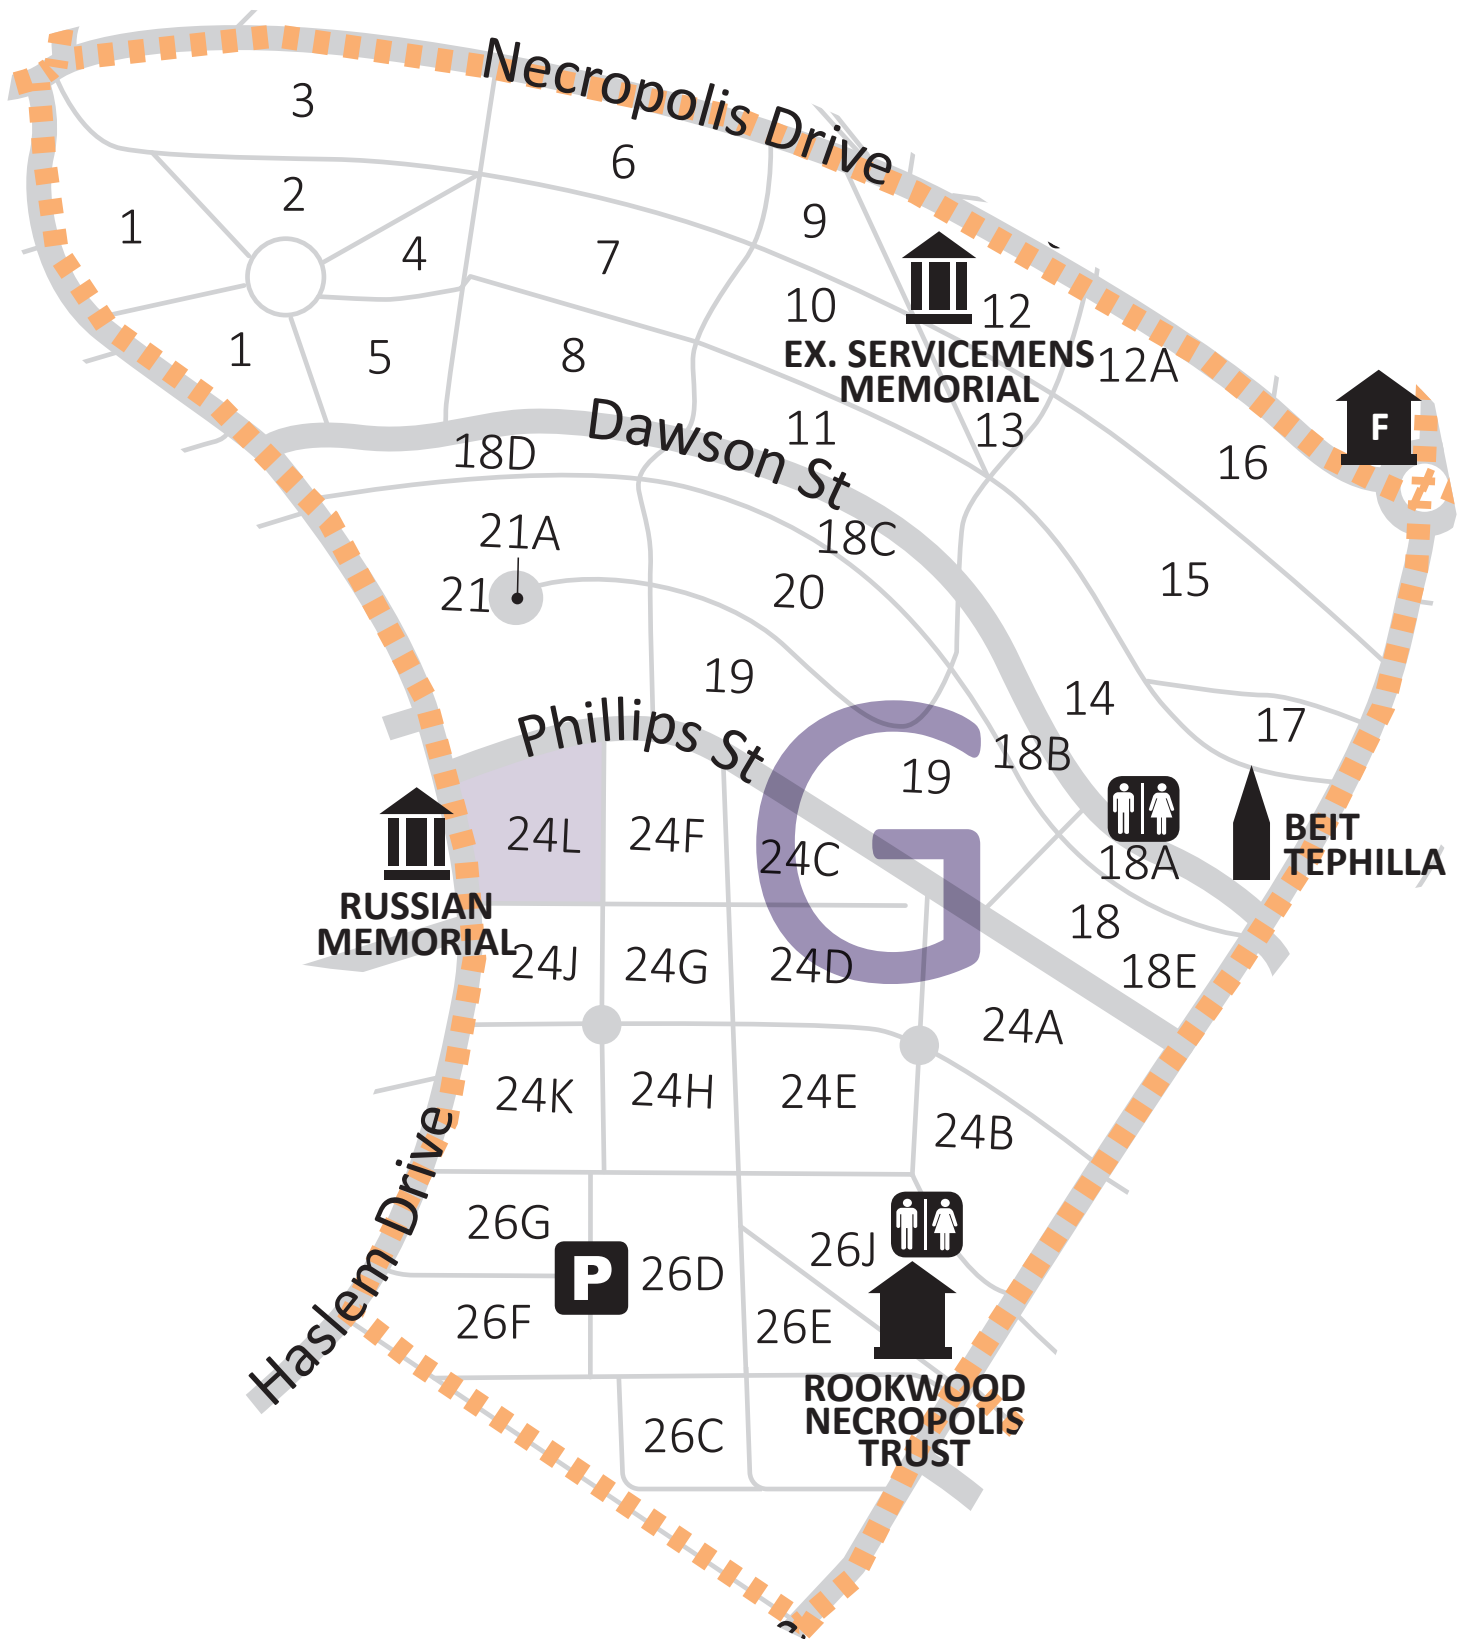 Necropolis Drive
3
6
2
1
9
4
7
10
12
1
5
8
EX. SERVICEMENS
MEMORIAL
12A
F
Dawson St
11
13
18D
16
21A
18C
21
20
15
19
14
Phillips St
17
18B
19
G
24L
24F
24C
BEIT
TEPHILLA
18A
RUSSIAN
MEMORIAL
18
24J
24G
24D
18E
24A
24K
24H
24E
24B
Haslem Drive
26G
26J
P
26D
26F
26E
ROOKWOOD
NECROPOLIS
TRUST
26C